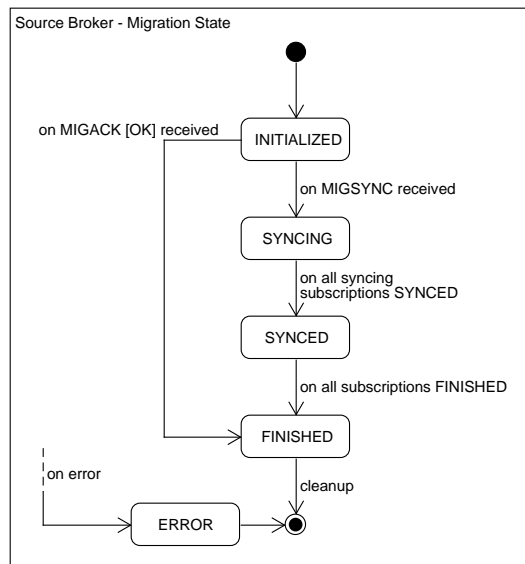 Source Broker - Migration State
on MIGACK [OK] received
INITIALIZED
on MIGSYNC received
SYNCING
on all syncing
subscriptions SYNCED
SYNCED
on all subscriptions FINISHED
FINISHED
on error
cleanup
ERROR